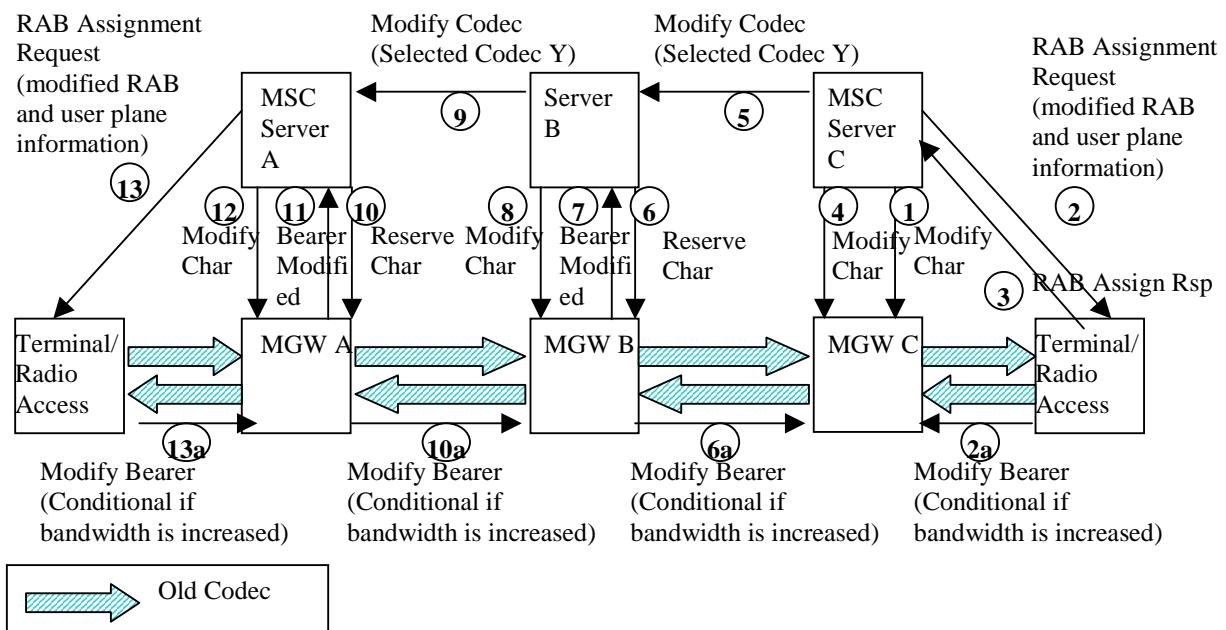 RAB Assignment
Request
(modified RAB
and user plane
information)
Modify Codec
(Selected Codec Y)
Modify Codec
(Selected Codec Y)
RAB Assignment
Request
(modified RAB
and user plane
information)
MSC
Server
A
9
Server
B
5
MSC
Server
C
13
12
11
10
8
7
6
4
1
2
Modify
Char
Bearer
Modifi
ed
Reserve
Char
Modify
Char
Bearer
Modifi
ed
Reserve
Char
Modify
Char
Modify
Char
3
RAB Assign Rsp
Terminal/
Radio
Access
MGW A
MGW B
MGW C
Terminal/
Radio
Access
13a
10a
6a
2a
Modify Bearer
(Conditional if
bandwidth is increased)
Modify Bearer
(Conditional if
bandwidth is increased)
Modify Bearer
(Conditional if
bandwidth is increased)
Modify Bearer
(Conditional if
bandwidth is increased)
Old Codec